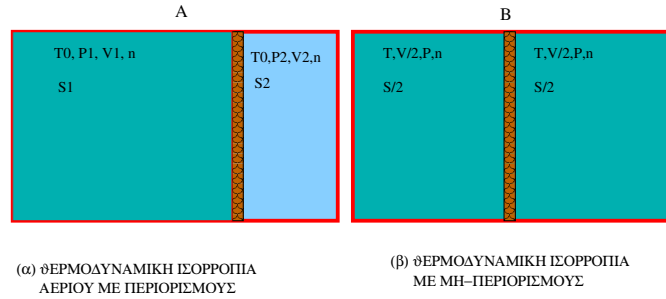 A
B
T0, P1, V1, n
S1
T0,P2,V2,n
S2
T,V/2,P,n
S/2
T,V/2,P,n
S/2
(α) ϑΕΡΜΟΔΥΝΑΜΙΚΗ ΙΣΟΡΡΟΠΙΑ
ΑΕΡΙΟΥ ΜΕ ΠΕΡΙΟΡΙΣΜΟΥΣ
(β) ϑΕΡΜΟΔΥΝΑΜΙΚΗ ΙΣΟΡΡΟΠΙΑ
ΜΕ ΜΗ−ΠΕΡΙΟΡΙΣΜΟΥΣ